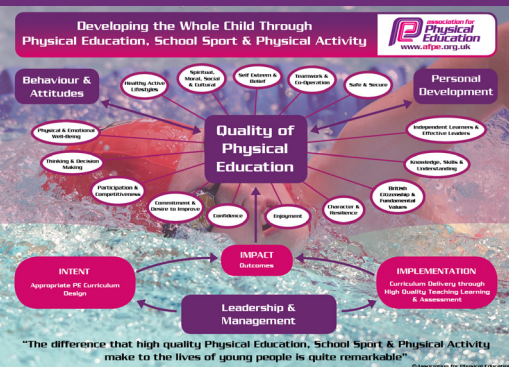 Developing the Whole Child Through
Physical Education, School Sport & Physical Activity
association for
Physical
Education
www.afpe.org.uk
Behaviour &
Attitudes
Healthy Active
Lifestyles
Spiritual,
Moral, Social
& Cultural
Self Esteem &
Belief
Teamwork &
Co-Operation
Safe & Secure
Personal
Development
Physical & Emotional
Well-Being
Quality of
Physical
Education
Independent Learners &
Effective Leaders
Thinking & Decision
Making
Knowledge, Skills &
Understanding
Participation &
Competitiveness
British
Citizenship &
Fundamental
Values
Commitment &
Desire to Improve
Confidence
Enjoyment
Character &
Resilience
INTENT
Appropriate PE Curriculum
Design
IMPACT
Outcomes
IMPLEMENTATION
Curriculum Delivery through
High Quality Teaching Learning
& Assessment
Leadership &
Management
"The difference that high quality Physical Education, School Sport & Physical Activity
make to the lives of young people is quite remarkable"
©Association for Physical Education